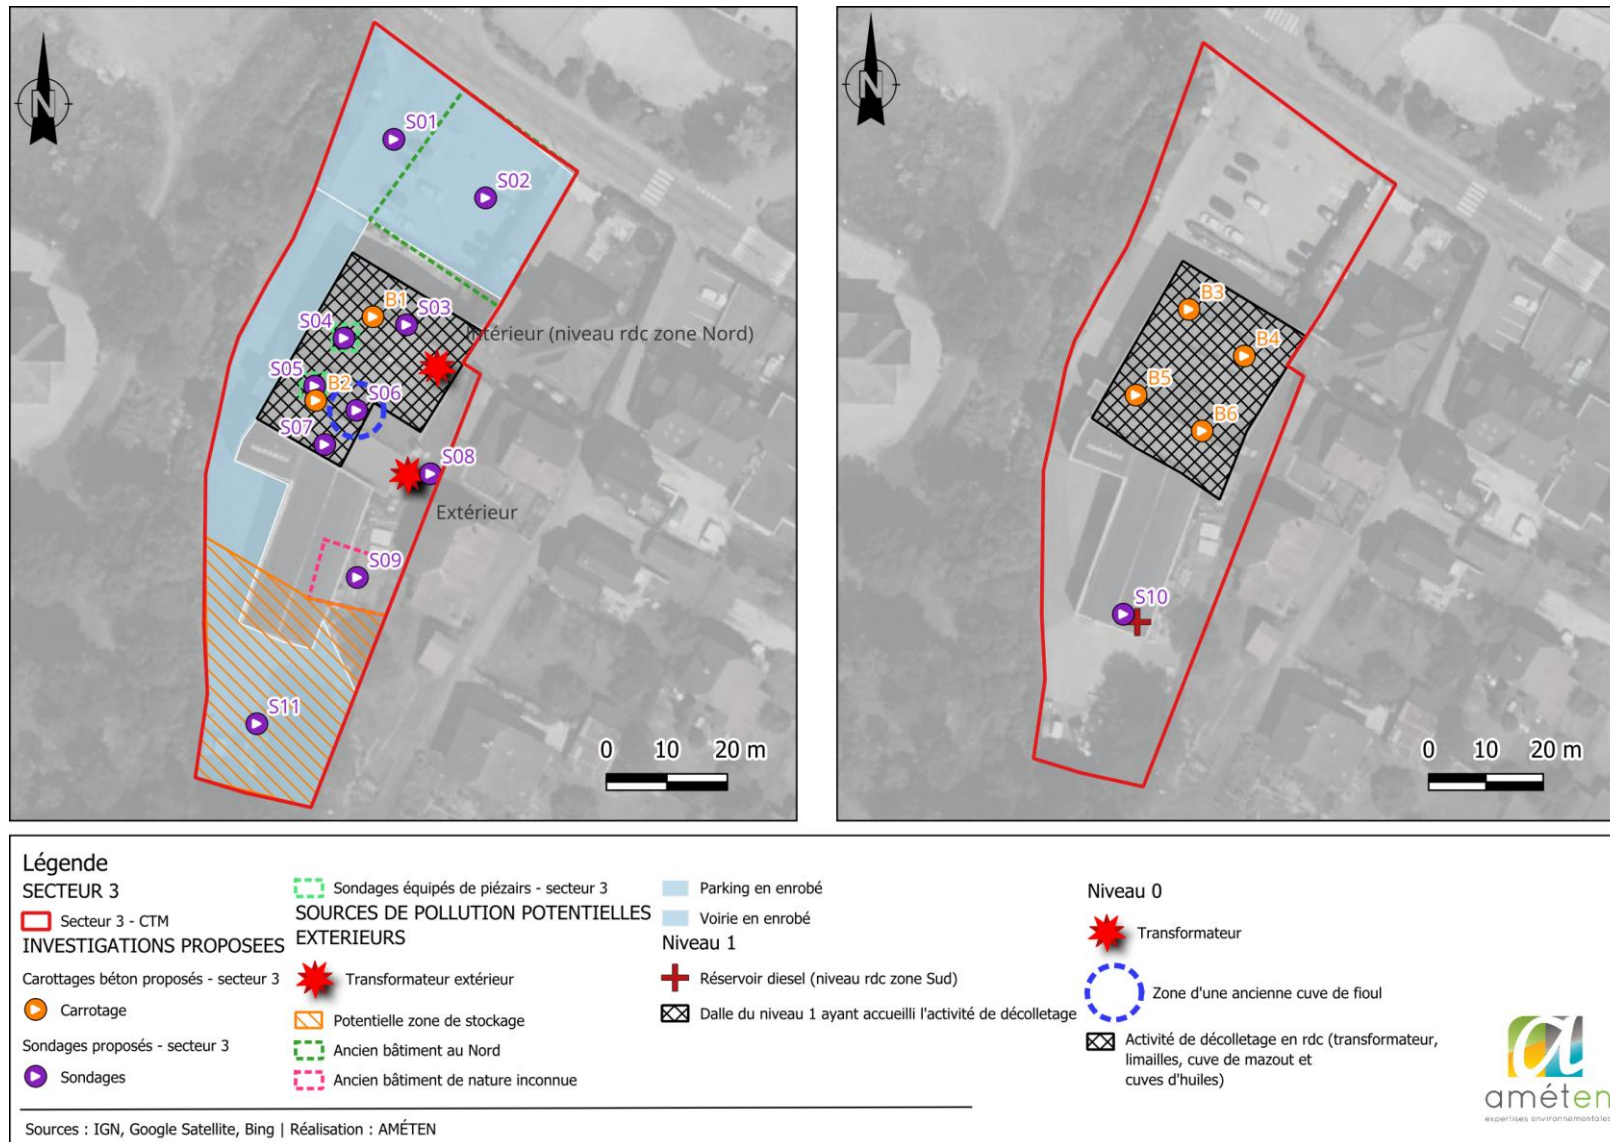 N
S01
S02
B1
S03
S04
Intérieur (niveau rdc zone Nord)
S05
B2
S06
S07
S08
Extérieur
S09
S11
0 10 20 m
N
B3
B4
B5
B6
S10
0 10 20 m
Légende
SECTEUR 3
Secteur 3 - CTM
INVESTIGATIONS PROPOSEES
Carottages béton proposés - secteur 3
Carrotage
Sondages proposés - secteur 3
Sondages
Sondages équipés de piézairs - secteur 3
SOURCES DE POLLUTION POTENTIELLES
EXTERIEURS
Transformateur extérieur
Potentielle zone de stockage
Ancien bâtiment au Nord
Ancien bâtiment de nature inconnue
Parking en enrobé
Voirie en enrobé
Niveau 1
Réservoir diesel (niveau rdc zone Sud)
Dalle du niveau 1 ayant accueilli l'activité de décolletage
Niveau 0
Transformateur
Zone d'une ancienne cuve de fioul
Activité de décolletage en rdc (transformateur,
limailles, cuve de mazout et
cuves d'huiles)
améten
expertises environnementales
Sources : IGN, Google Satellite, Bing | Réalisation : AMÉTEN